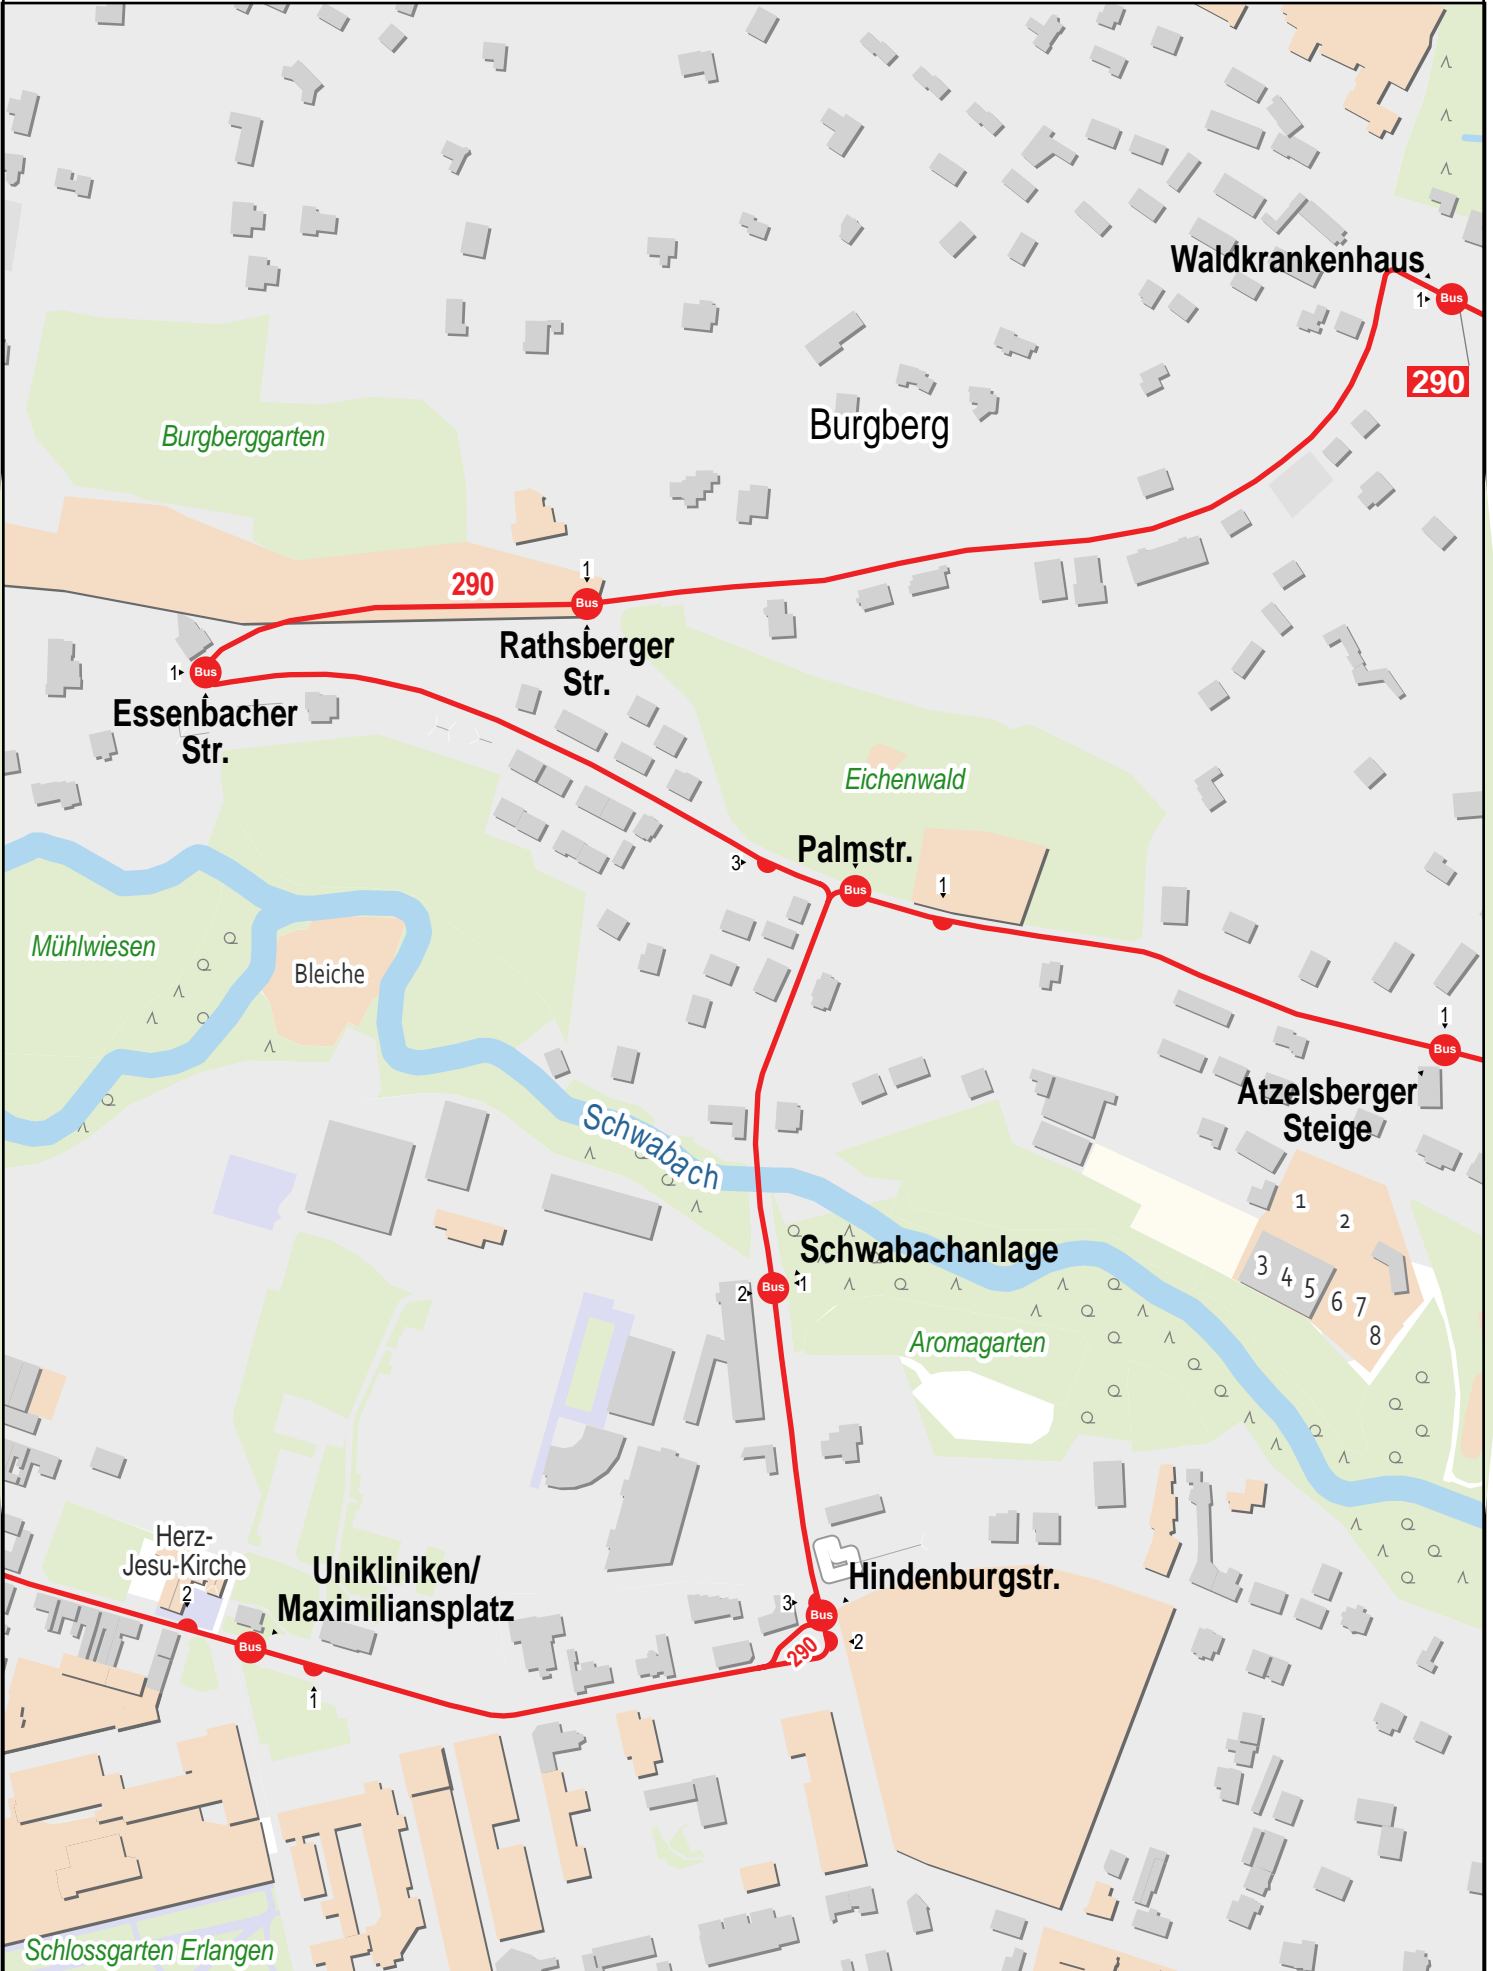 Waldkrankenhaus
1
Bus
290
Burgberg
Burgberggarten
290
1
Bus
Rathsberger
Str.
1
Bus
Essenbacher
Str.
Eichenwald
Palmstr.
3
Bus
1
Mühlwiesen
Bleiche
1
Bus
Atzelsberger
Steige
Schwabach
1
2
3
4
5
6
7
8
Schwabachanlage
2
Bus
1
Aromagarten
Herz-
Jesu-Kirche
2
Unikliniken/
Maximiliansplatz
Bus
1
Hindenburgstr.
3
Bus
2
290
Schlossgarten Erlangen